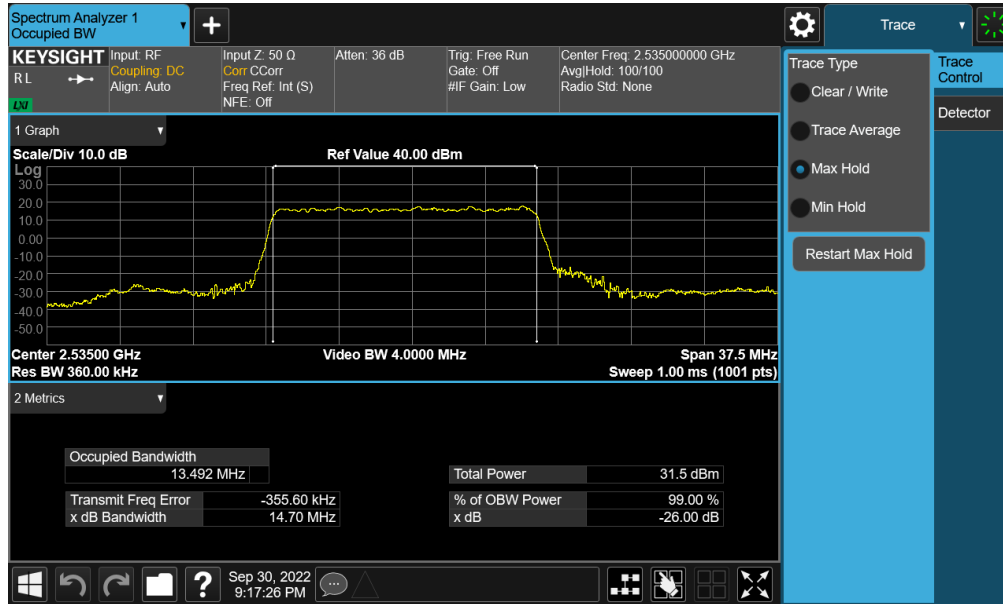 Spectrum Analyzer 1
Occupied BW
+
Trace
KEYSIGHT
R L
LXI
Input: RF
Coupling: DC
Align: Auto
Input Z: 50 Ω
Corr CCorr
Freq Ref: Int (S)
NFE: Off
Atten: 36 dB
Trig: Free Run
Gate: Off
#IF Gain: Low
Center Freq: 2.535000000 GHz
Avg|Hold: 100/100
Radio Std: None
Trace Type
Clear / Write
Trace Average
Max Hold
Min Hold
Restart Max Hold
Trace
Control
Detector
1 Graph
Scale/Div 10.0 dB
Ref Value 40.00 dBm
Log
30.0
20.0
10.0
0.00
-10.0
-20.0
-30.0
-40.0
-50.0
Center 2.53500 GHz
Video BW 4.0000 MHz
Span 37.5 MHz
Res BW 360.00 kHz
Sweep 1.00 ms (1001 pts)
2 Metrics
Occupied Bandwidth
13.492 MHz
Total Power 31.5 dBm
Transmit Freq Error -355.60 kHz
% of OBW Power 99.00 %
x dB Bandwidth 14.70 MHz
x dB -26.00 dB
?
Sep 30, 2022
9:17:26 PM